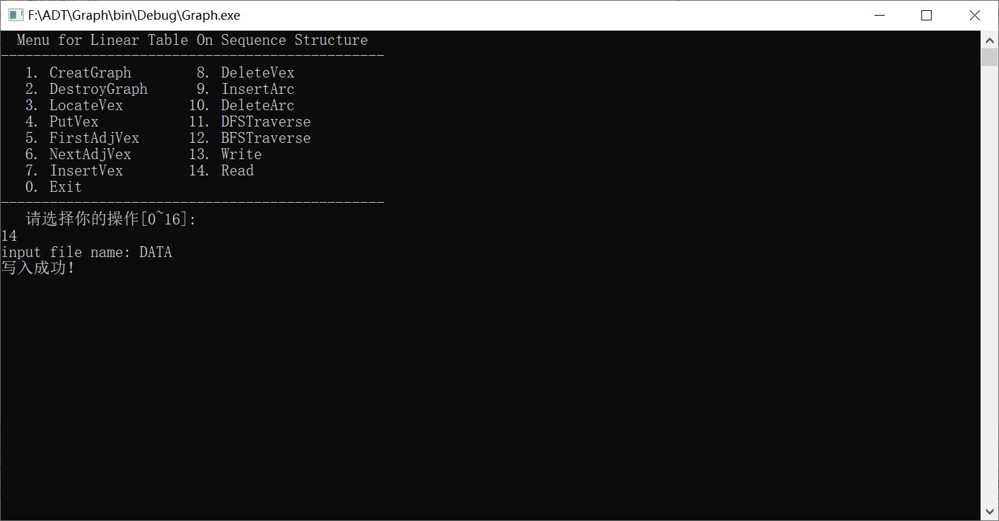 F:\ADT\Graph\bin\Debug\Graph.exe
Menu for Linear Table On Sequence Structure
-----------------------------------------------
1. CreatGraph 8. DeleteVex
2. DestroyGraph 9. InsertArc
3. LocateVex 10. DeleteArc
4. PutVex 11. DFSTraverse
5. FirstAdjVex 12. BFSTraverse
6. NextAdjVex 13. Write
7. InsertVex 14. Read
0. Exit
-----------------------------------------------
请选择你的操作[0~16]:
14
input file name: DATA
写入成功!